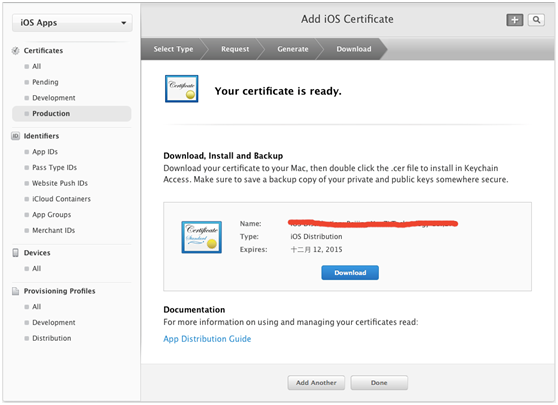 iOS Apps
Add iOS Certificate
Select Type
Request
Generate
Download
Certificates
All
Pending
Development
Production
Identifiers
App IDs
Pass Type IDs
Website Push IDs
iCloud Containers
App Groups
Merchant IDs
Devices
All
Provisioning Profiles
All
Development
Distribution
Certificate
Your certificate is ready.
Download, Install and Backup
Download your certificate to your Mac, then double click the .cer file to install in Keychain
Access. Make sure to save a backup copy of your private and public keys somewhere secure.
Certificate
Standard
Name:
Type:
iOS Distribution
Expires:
十二月 12, 2015
Download
Documentation
For more information on using and managing your certificates read:
App Distribution Guide
Add Another
Done